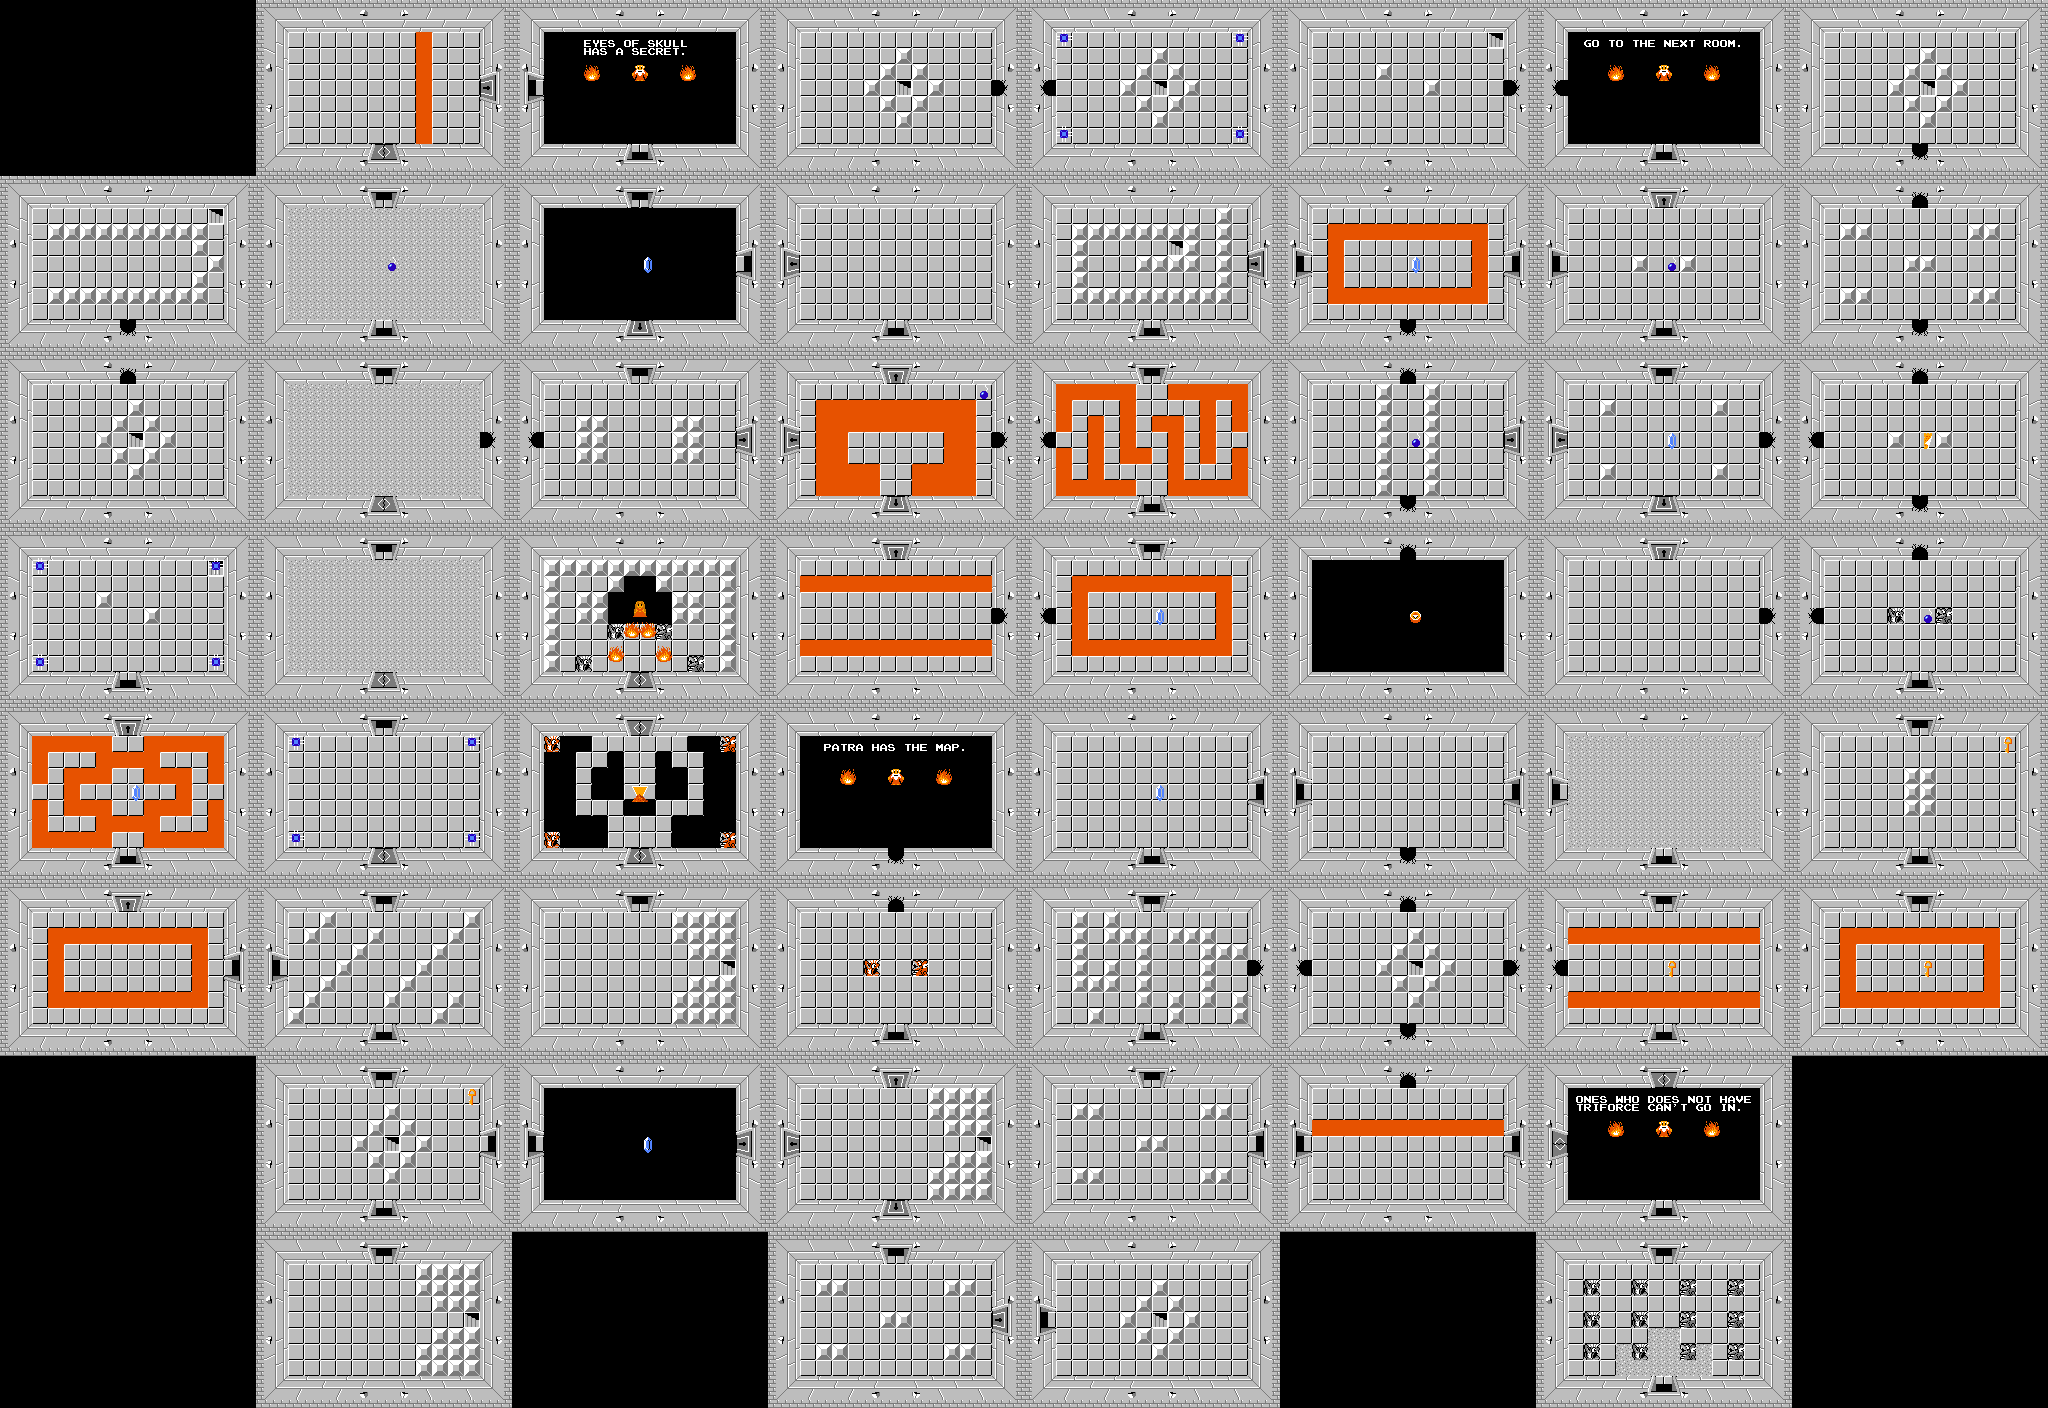 EYES OF SKULL
HAS A SECRET.
GO TO THE NEXT ROOM.
PATRA HAS THE MAP.
ONES WHO DOES NOT HAVE
TRIFORCE CAN'T GO IN.